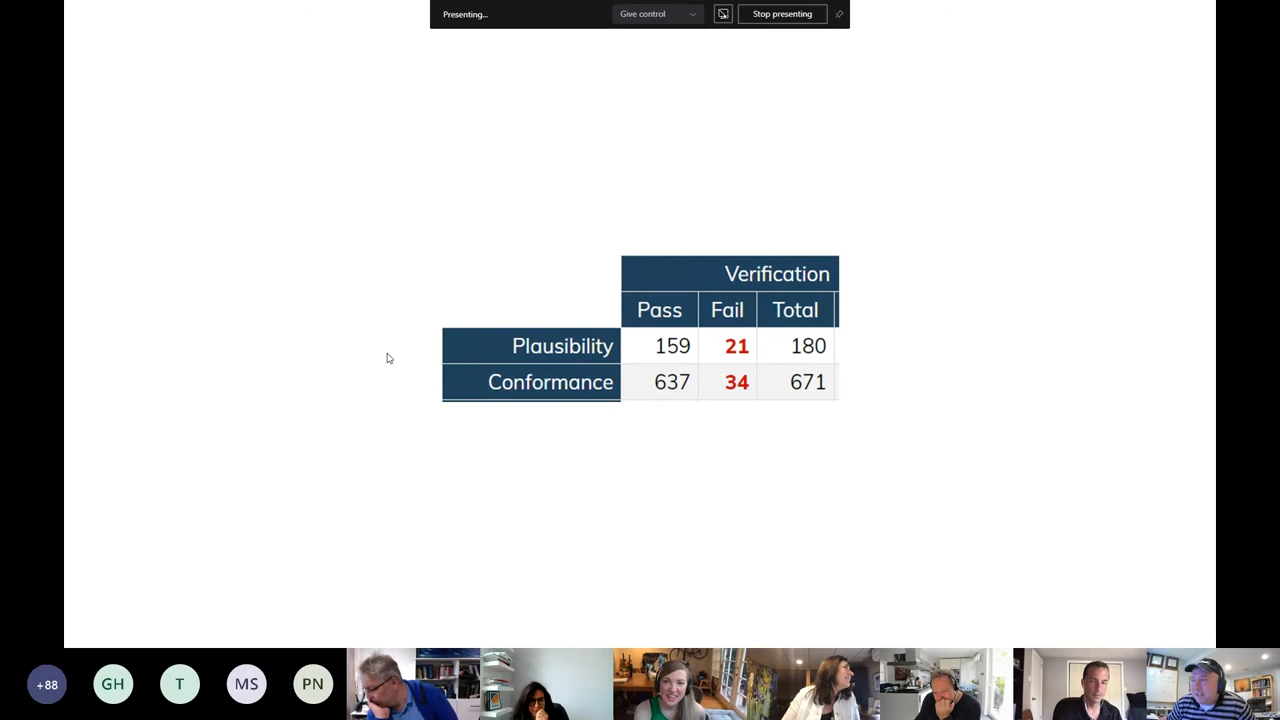 Presenting...
Give control
Stop presenting
Verification
Pass Fail Total
Plausibility 159 21 180
Conformance 637 34 671
+88 GH T MS PN